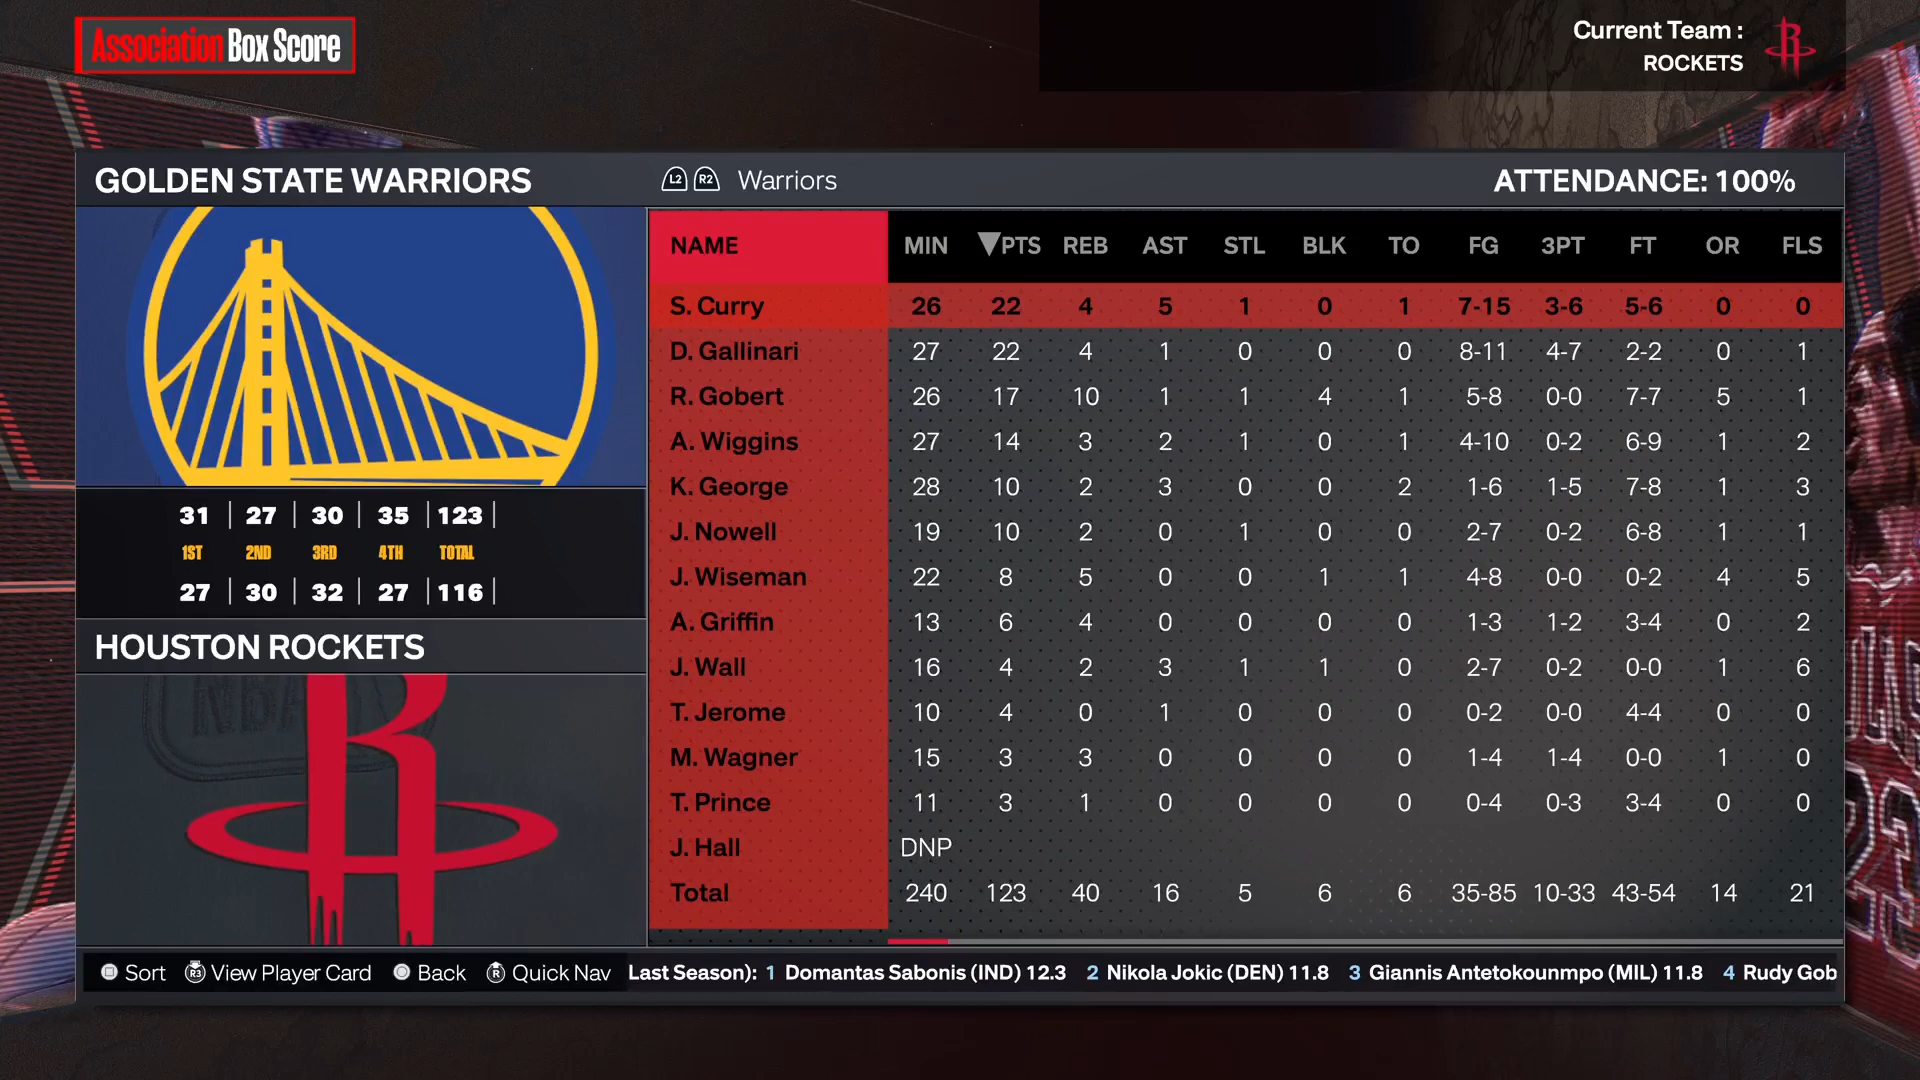 Association Box Score
Current Team :
ROCKETS
GOLDEN STATE WARRIORS
L2 R2 Warriors
ATTENDANCE: 100%
NAME MIN PTS REB AST STL BLK TO FG 3PT FT OR FLS
S. Curry 26 22 4 5 1 0 1 7-15 3-6 5-6 0 0
D. Gallinari 27 22 4 1 0 0 0 8-11 4-7 2-2 0 1
R. Gobert 26 17 10 1 1 4 1 5-8 0-0 7-7 5 1
A. Wiggins 27 14 3 2 1 0 1 4-10 0-2 6-9 1 2
K. George 28 10 2 3 0 0 2 1-6 1-5 7-8 1 3
J. Nowell 19 10 2 0 1 0 0 2-7 0-2 6-8 1 1
J. Wiseman 22 8 5 0 0 1 1 4-8 0-0 0-2 4 5
A. Griffin 13 6 4 0 0 0 0 1-3 1-2 3-4 0 2
J. Wall 16 4 2 3 1 1 0 2-7 0-2 0-0 1 6
T. Jerome 10 4 0 1 0 0 0 0-2 0-0 4-4 0 0
M. Wagner 15 3 3 0 0 0 0 1-4 1-4 0-0 1 0
T. Prince 11 3 1 0 0 0 0 0-4 0-3 3-4 0 0
J. Hall DNP
Total 240 123 40 16 5 6 6 35-85 10-33 43-54 14 21
31 27 30 35 123
1ST 2ND 3RD 4TH TOTAL
27 30 32 27 116
HOUSTON ROCKETS
NBA
R
Sort R3 View Player Card Back R Quick Nav
Last Season): 1 Domantas Sabonis (IND) 12.3 2 Nikola Jokic (DEN) 11.8 3 Giannis Antetokounmpo (MIL) 11.8 4 Rudy Gob
23